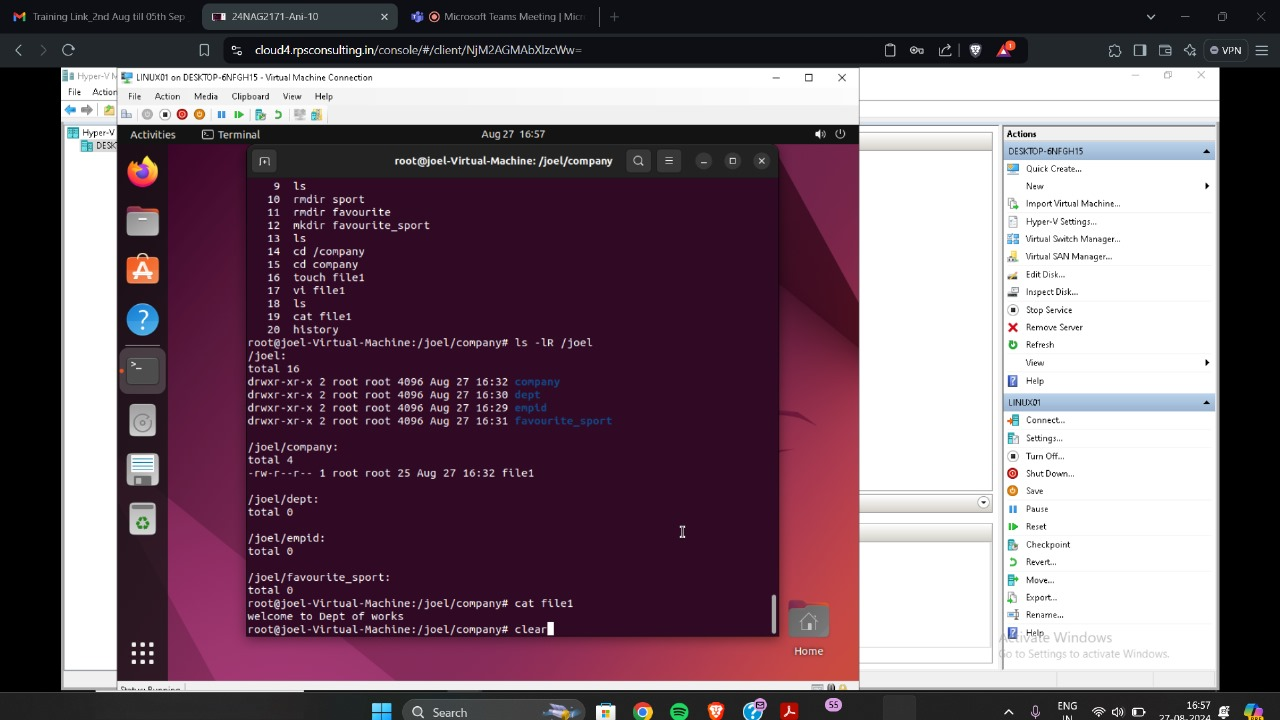 Training Link_2nd Aug till 05th Sep
24NAG2171-Ani-10
Microsoft Teams Meeting | Micr
cloud4.rpsconsulting.in/console/#/client/NjM2AGMAbXIzcWw=
1
VPN
Hyper-V M
File Action
Hyper-V
DESK
LINUX01 on DESKTOP-6NFGH15 - Virtual Machine Connection
File Action Media Clipboard View Help
Activities
Terminal
Aug 27 16:57
root@joel-Virtual-Machine: /joel/company
9 ls
10 rmdir sport
11 rmdir favourite
12 mkdir favourite_sport
13 ls
14 cd /company
15 cd company
16 touch file1
17 vi file1
18 ls
19 cat file1
20 history
root@joel-Virtual-Machine:/joel/company# ls -lR /joel
/joel:
total 16
drwxr-xr-x 2 root root 4096 Aug 27 16:32 company
drwxr-xr-x 2 root root 4096 Aug 27 16:30 dept
drwxr-xr-x 2 root root 4096 Aug 27 16:29 empid
drwxr-xr-x 2 root root 4096 Aug 27 16:31 favourite_sport
/joel/company:
total 4
-rw-r--r-- 1 root root 25 Aug 27 16:32 file1
/joel/dept:
total 0
/joel/empid:
total 0
/joel/favourite_sport:
total 0
root@joel-Virtual-Machine:/joel/company# cat file1
welcome to Dept of works
root@joel-Virtual-Machine:/joel/company# clear
Home
Status: Running
Actions
DESKTOP-6NFGH15
Quick Create...
New
Import Virtual Machine...
Hyper-V Settings...
Virtual Switch Manager...
Virtual SAN Manager...
Edit Disk...
Inspect Disk...
Stop Service
Remove Server
Refresh
View
Help
LINUX01
Connect...
Settings...
Turn Off...
Shut Down...
Save
Pause
Reset
Checkpoint
Revert...
Move...
Export...
Rename...
Help
Activate Windows
Go to Settings to activate Windows.
Search
55
ENG
IN
16:57
27-08-2024